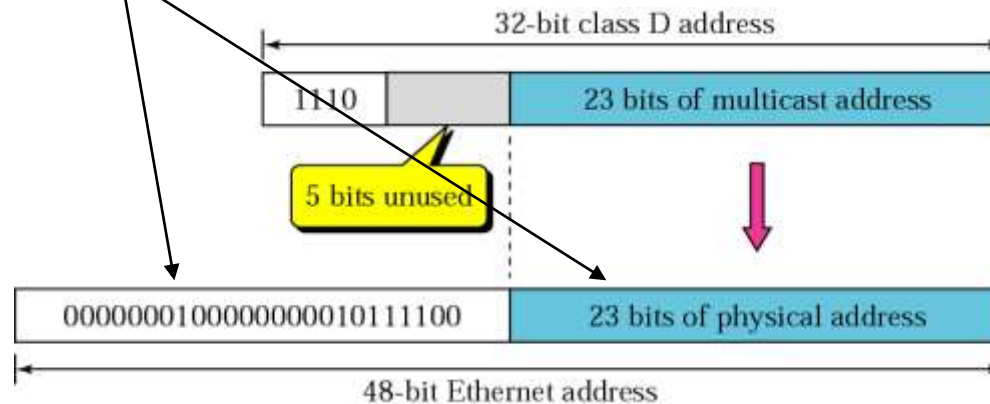 32-bit class D address
1110
23 bits of multicast address
5 bits unused
0000000100000000010111100
23 bits of physical address
48-bit Ethernet address